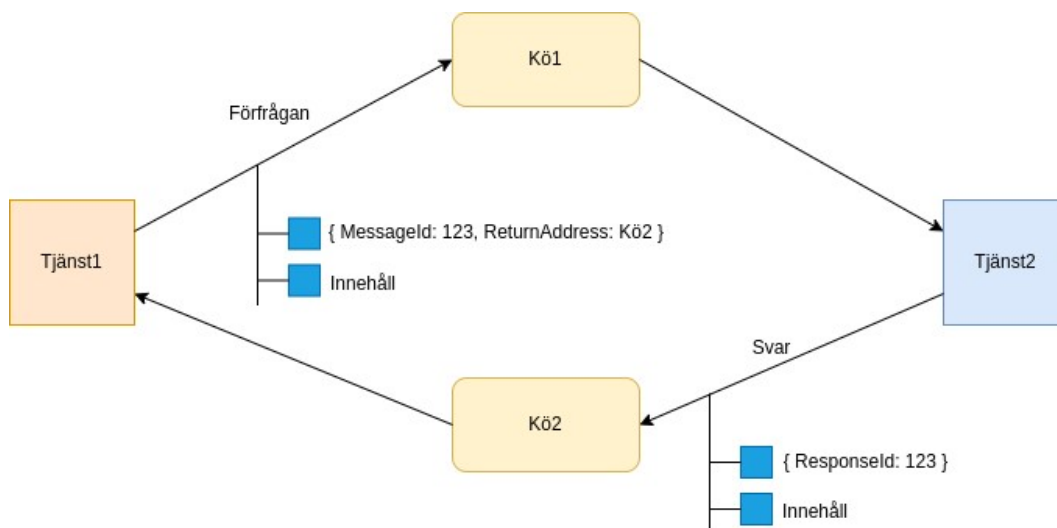 Kö1
Förfrågan
{ MessageId: 123, ReturnAddress: Kö2 }
Tjänst1
Tjänst2
Innehåll
Svar
Kö2
{ ResponseId: 123 }
Innehåll